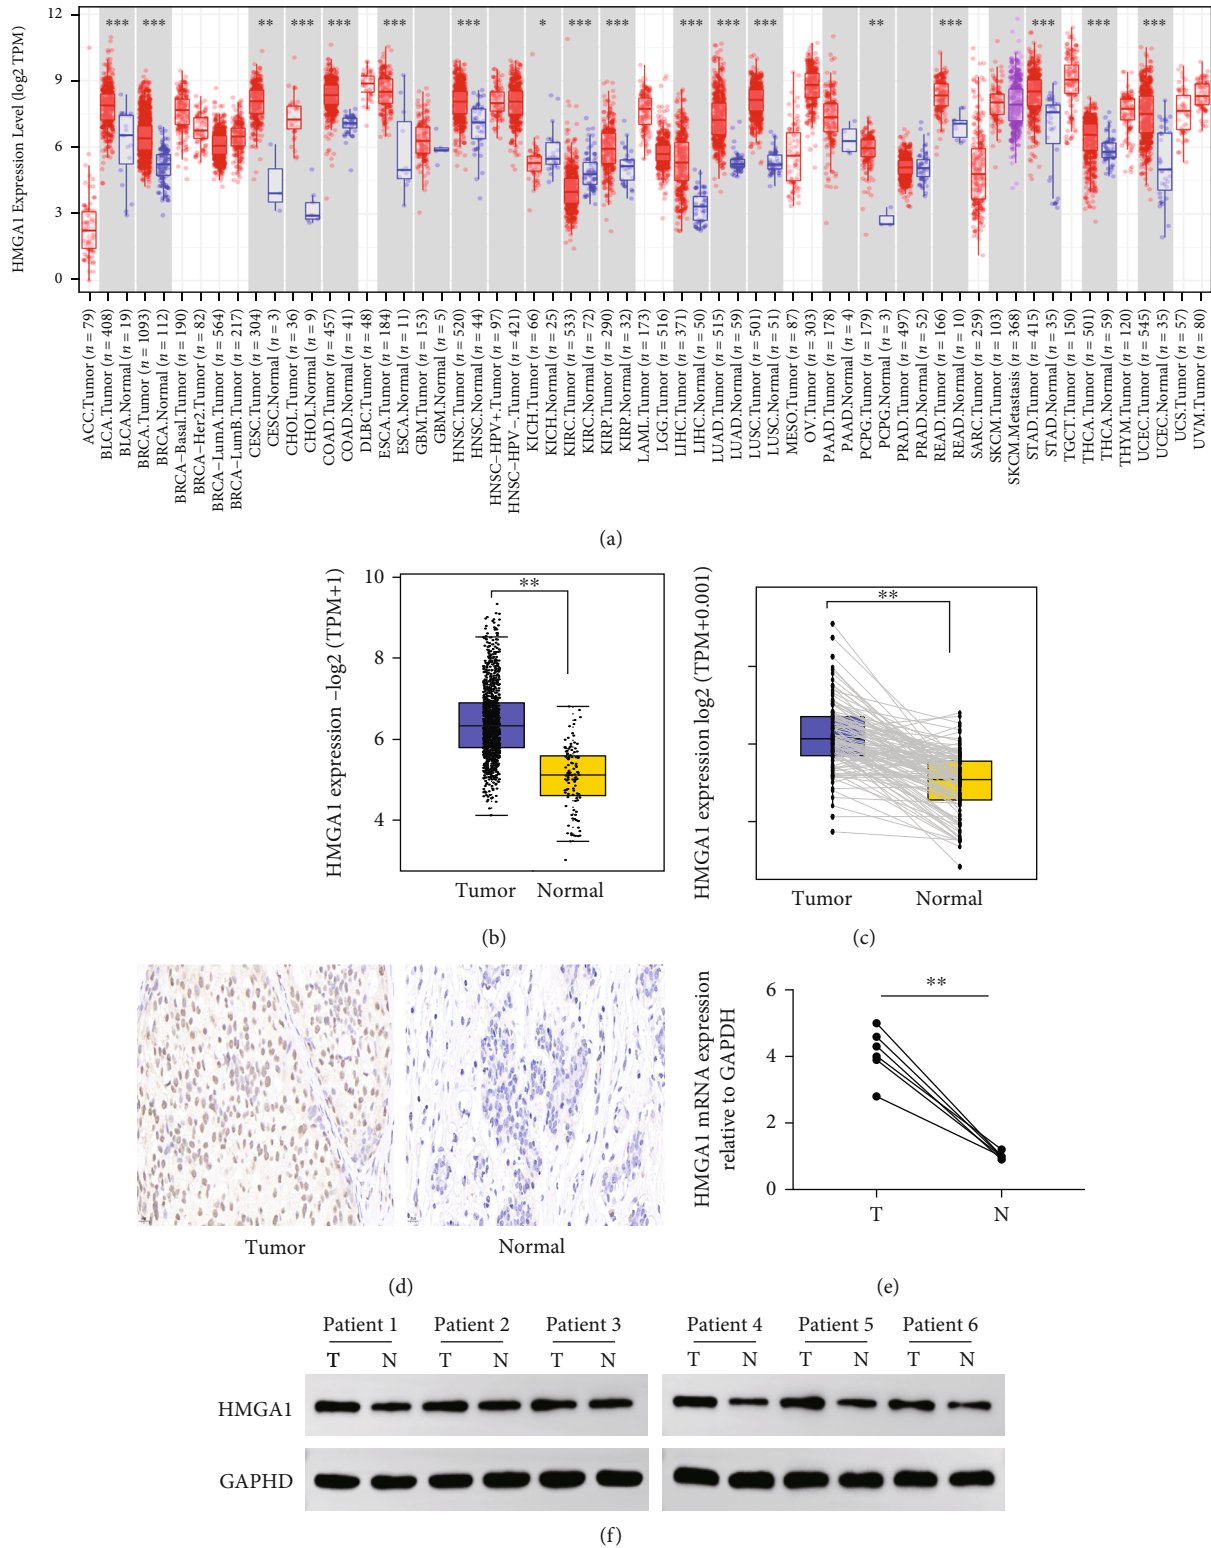 HMGA1 Expression Level (log2 TPM)
12
9
6
3
0
*** *** ** *** *** *** *** * *** *** *** *** *** ** *** *** *** ***
ACC.Tumor (n = 79)
BLCA.Tumor (n = 408)
BLCA.Normal (n = 19)
BRCA.Tumor (n = 1093)
BRCA.Normal (n = 112)
BRCA−Basal.Tumor (n = 190)
BRCA−Her2.Tumor (n = 82)
BRCA−LumA.Tumor (n = 564)
BRCA−LumB.Tumor (n = 217)
CESC.Tumor (n = 304)
CESC.Normal (n = 3)
CHOL.Tumor (n = 36)
CHOL.Normal (n = 9)
COAD.Tumor (n = 457)
COAD.Normal (n = 41)
DLBC.Tumor (n = 48)
ESCA.Tumor (n = 184)
ESCA.Normal (n = 11)
GBM.Tumor (n = 153)
GBM.Normal (n = 5)
HNSC.Tumor (n = 520)
HNSC.Normal (n = 44)
HNSC−HPV+.Tumor (n = 97)
HNSC−HPV−.Tumor (n = 421)
KICH.Tumor (n = 66)
KICH.Normal (n = 25)
KIRC.Tumor (n = 533)
KIRC.Normal (n = 72)
KIRP.Tumor (n = 290)
KIRP.Normal (n = 32)
LAML.Tumor (n = 173)
LGG.Tumor (n = 516)
LIHC.Tumor (n = 371)
LIHC.Normal (n = 50)
LUAD.Tumor (n = 515)
LUAD.Normal (n = 59)
LUSC.Tumor (n = 501)
LUSC.Normal (n = 51)
MESO.Tumor (n = 87)
OV.Tumor (n = 303)
PAAD.Tumor (n = 178)
PAAD.Normal (n = 4)
PCPG.Tumor (n = 179)
PCPG.Normal (n = 3)
PRAD.Tumor (n = 497)
PRAD.Normal (n = 52)
READ.Tumor (n = 166)
READ.Normal (n = 10)
SARC.Tumor (n = 259)
SKCM.Tumor (n = 103)
SKCM.Metastasis (n = 368)
STAD.Tumor (n = 415)
STAD.Normal (n = 35)
TGCT.Tumor (n = 150)
THCA.Tumor (n = 501)
THCA.Normal (n = 59)
THYM.Tumor (n = 120)
UCEC.Tumor (n = 545)
UCEC.Normal (n = 35)
UCS.Tumor (n = 57)
UVM.Tumor (n = 80)
(a)
HMGA1 expression −log2 (TPM+1)
10
8
6
4
**
Tumor Normal
(b)
HMGA1 expression log2 (TPM+0.001)
**
Tumor Normal
(c)
Tumor Normal
(d)
HMGA1 mRNA expression
relative to GAPDH
6
4
2
0
**
T N
(e)
Patient 1 Patient 2 Patient 3 Patient 4 Patient 5 Patient 6
T N T N T N T N T N T N
HMGA1
GAPHD
(f)